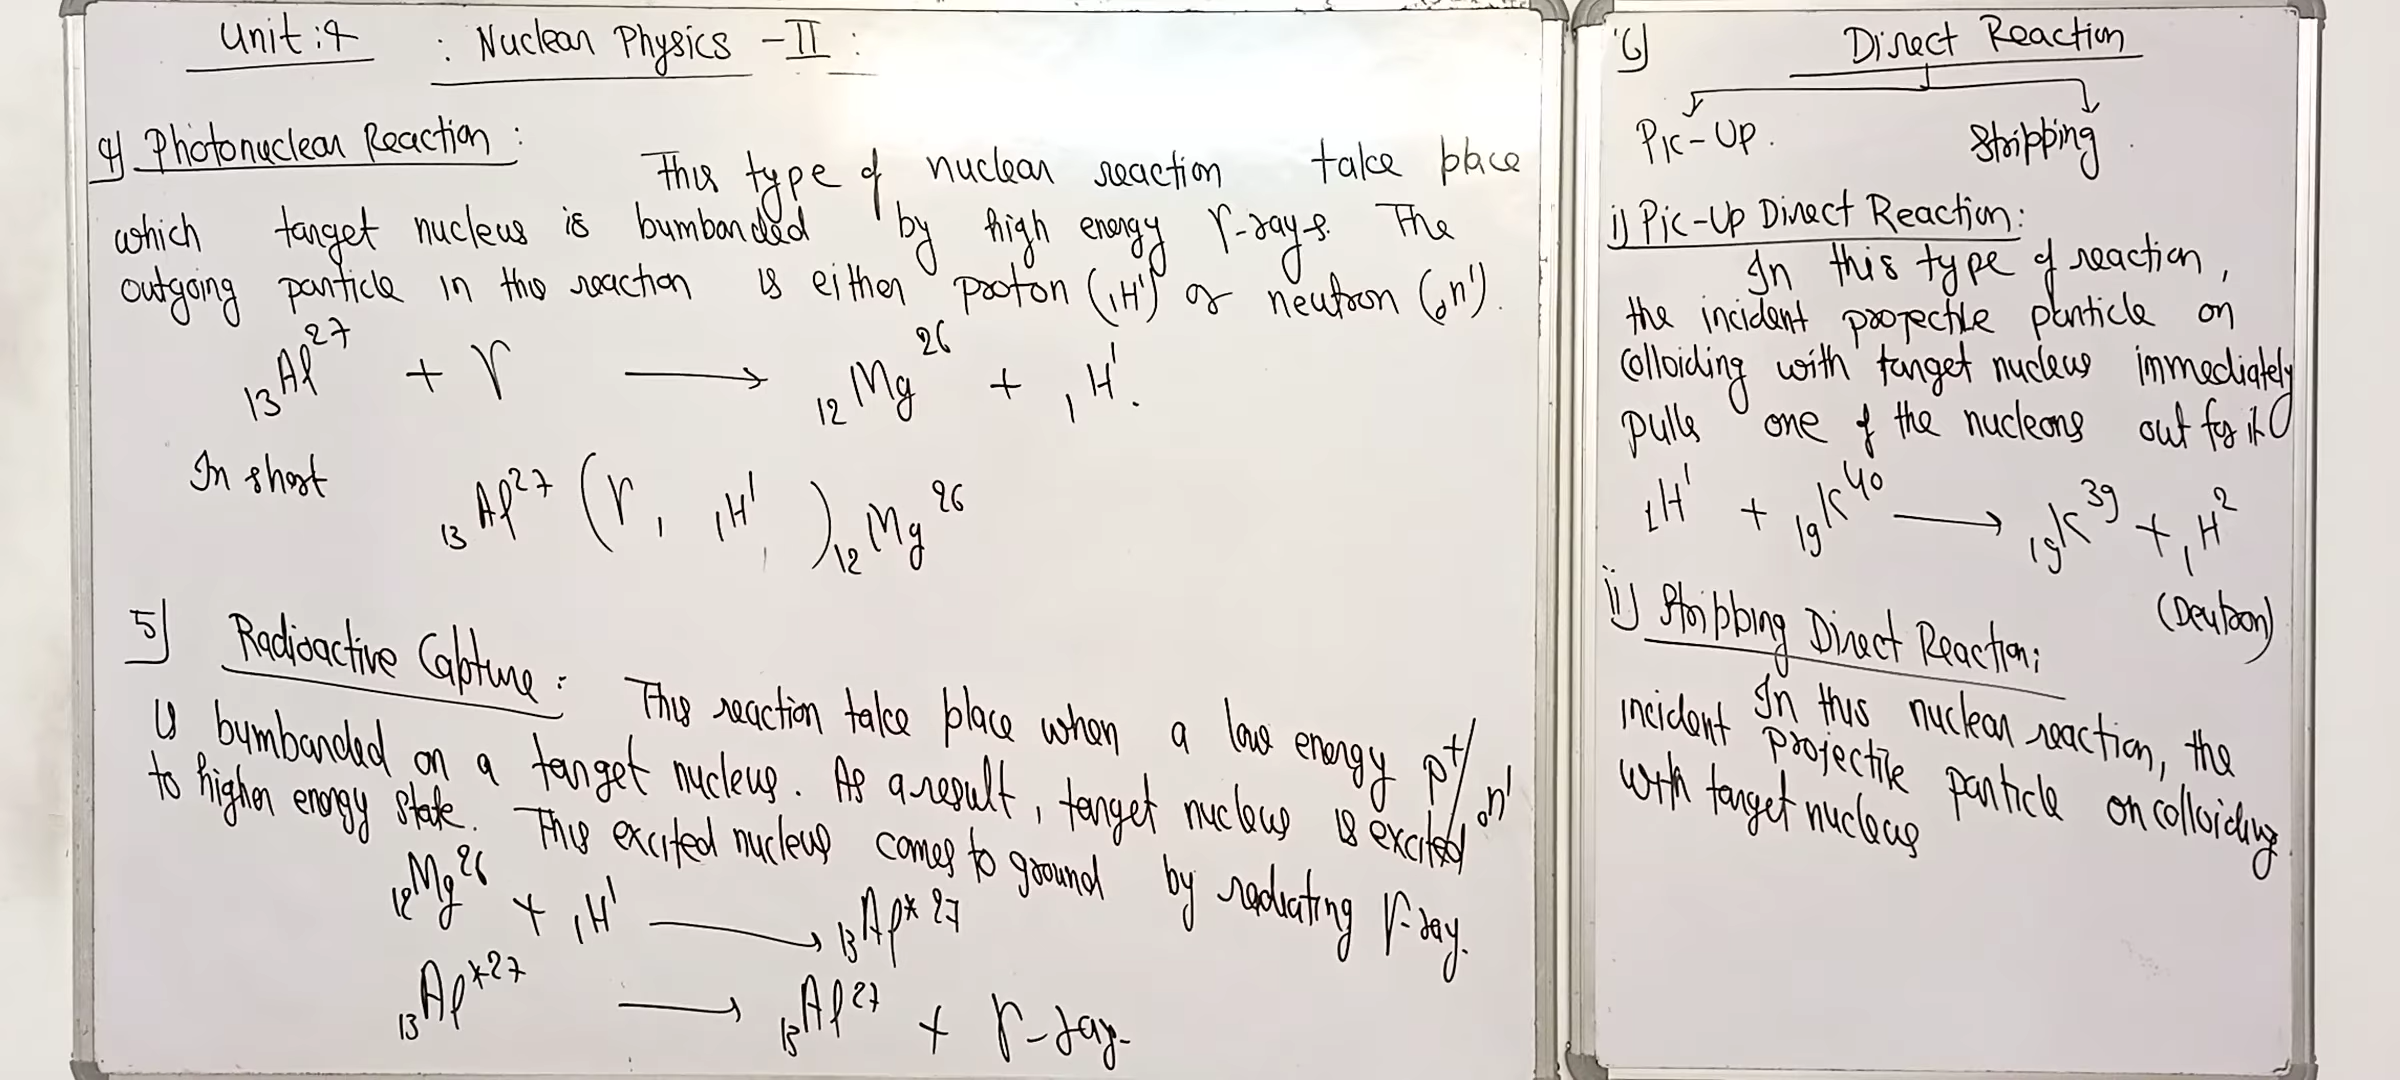 Unit:4 : Nuclear Physics -II :
4) Photonuclear Reaction :
This type of nuclear reaction take place
which target nucleus is bumbarded by high energy γ-rays. The
outgoing particle in this reaction is either proton (₁H¹) or neutron (₀n¹).
₁₃Al²⁷ + γ ⟶ ₁₂Mg²⁶ + ₁H¹.
In short ₁₃Al²⁷ (γ, ₁H¹) ₁₂Mg²⁶
5) Radioactive Capture : This reaction take place when a low energy p⁺/₀n¹
is bumbarded on a target nucleus. As a result, target nucleus is excited
to higher energy state. This excited nucleus comes to ground by radiating γ-ray.
₁₂Mg²⁶ + ₁H¹ ⟶ ₁₃Al*²⁷
₁₃Al*²⁷ ⟶ ₁₃Al²⁷ + γ-ray-
6) Direct Reaction
Pic-Up. Stripping.
i) Pic-Up Direct Reaction:
In this type of reaction,
the incident projectile particle on
colloiding with target nucleus immediately
pulls one of the nucleons out for it
₁H¹ + ₁₉K⁴⁰ ⟶ ₁₉K³⁹ + ₁H²
(Deutron)
ii) Stripping Direct Reaction:
In this nuclear reaction, the
incident projectile particle on colloiding
with target nucleus